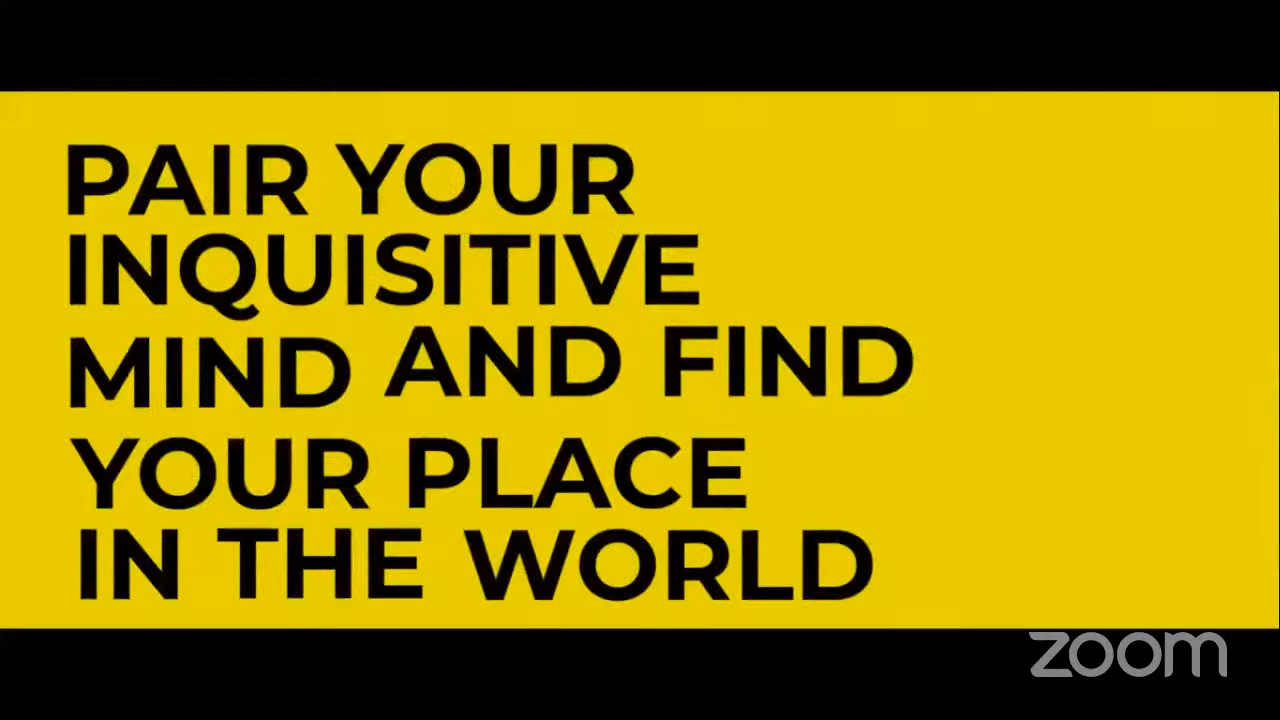 PAIR YOUR
INQUISITIVE
MIND AND FIND
YOUR PLACE
IN THE WORLD
zoom